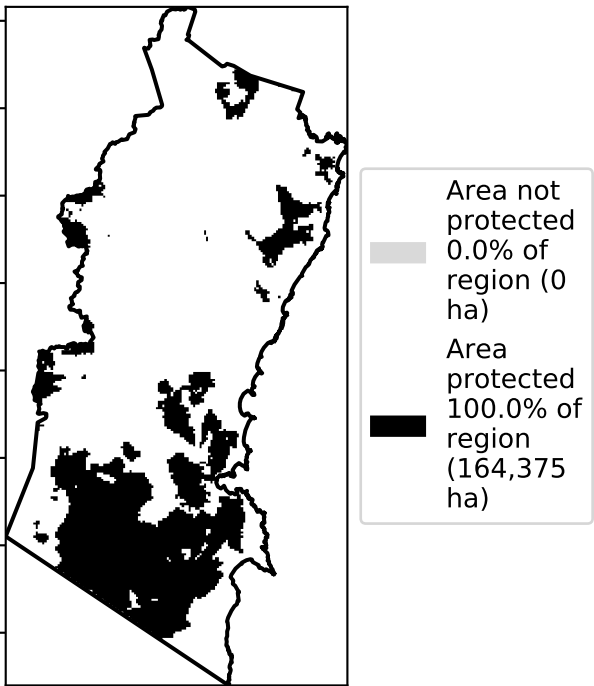 Area not
protected
0.0% of
region (0
ha)
Area
protected
100.0% of
region
(164,375
ha)